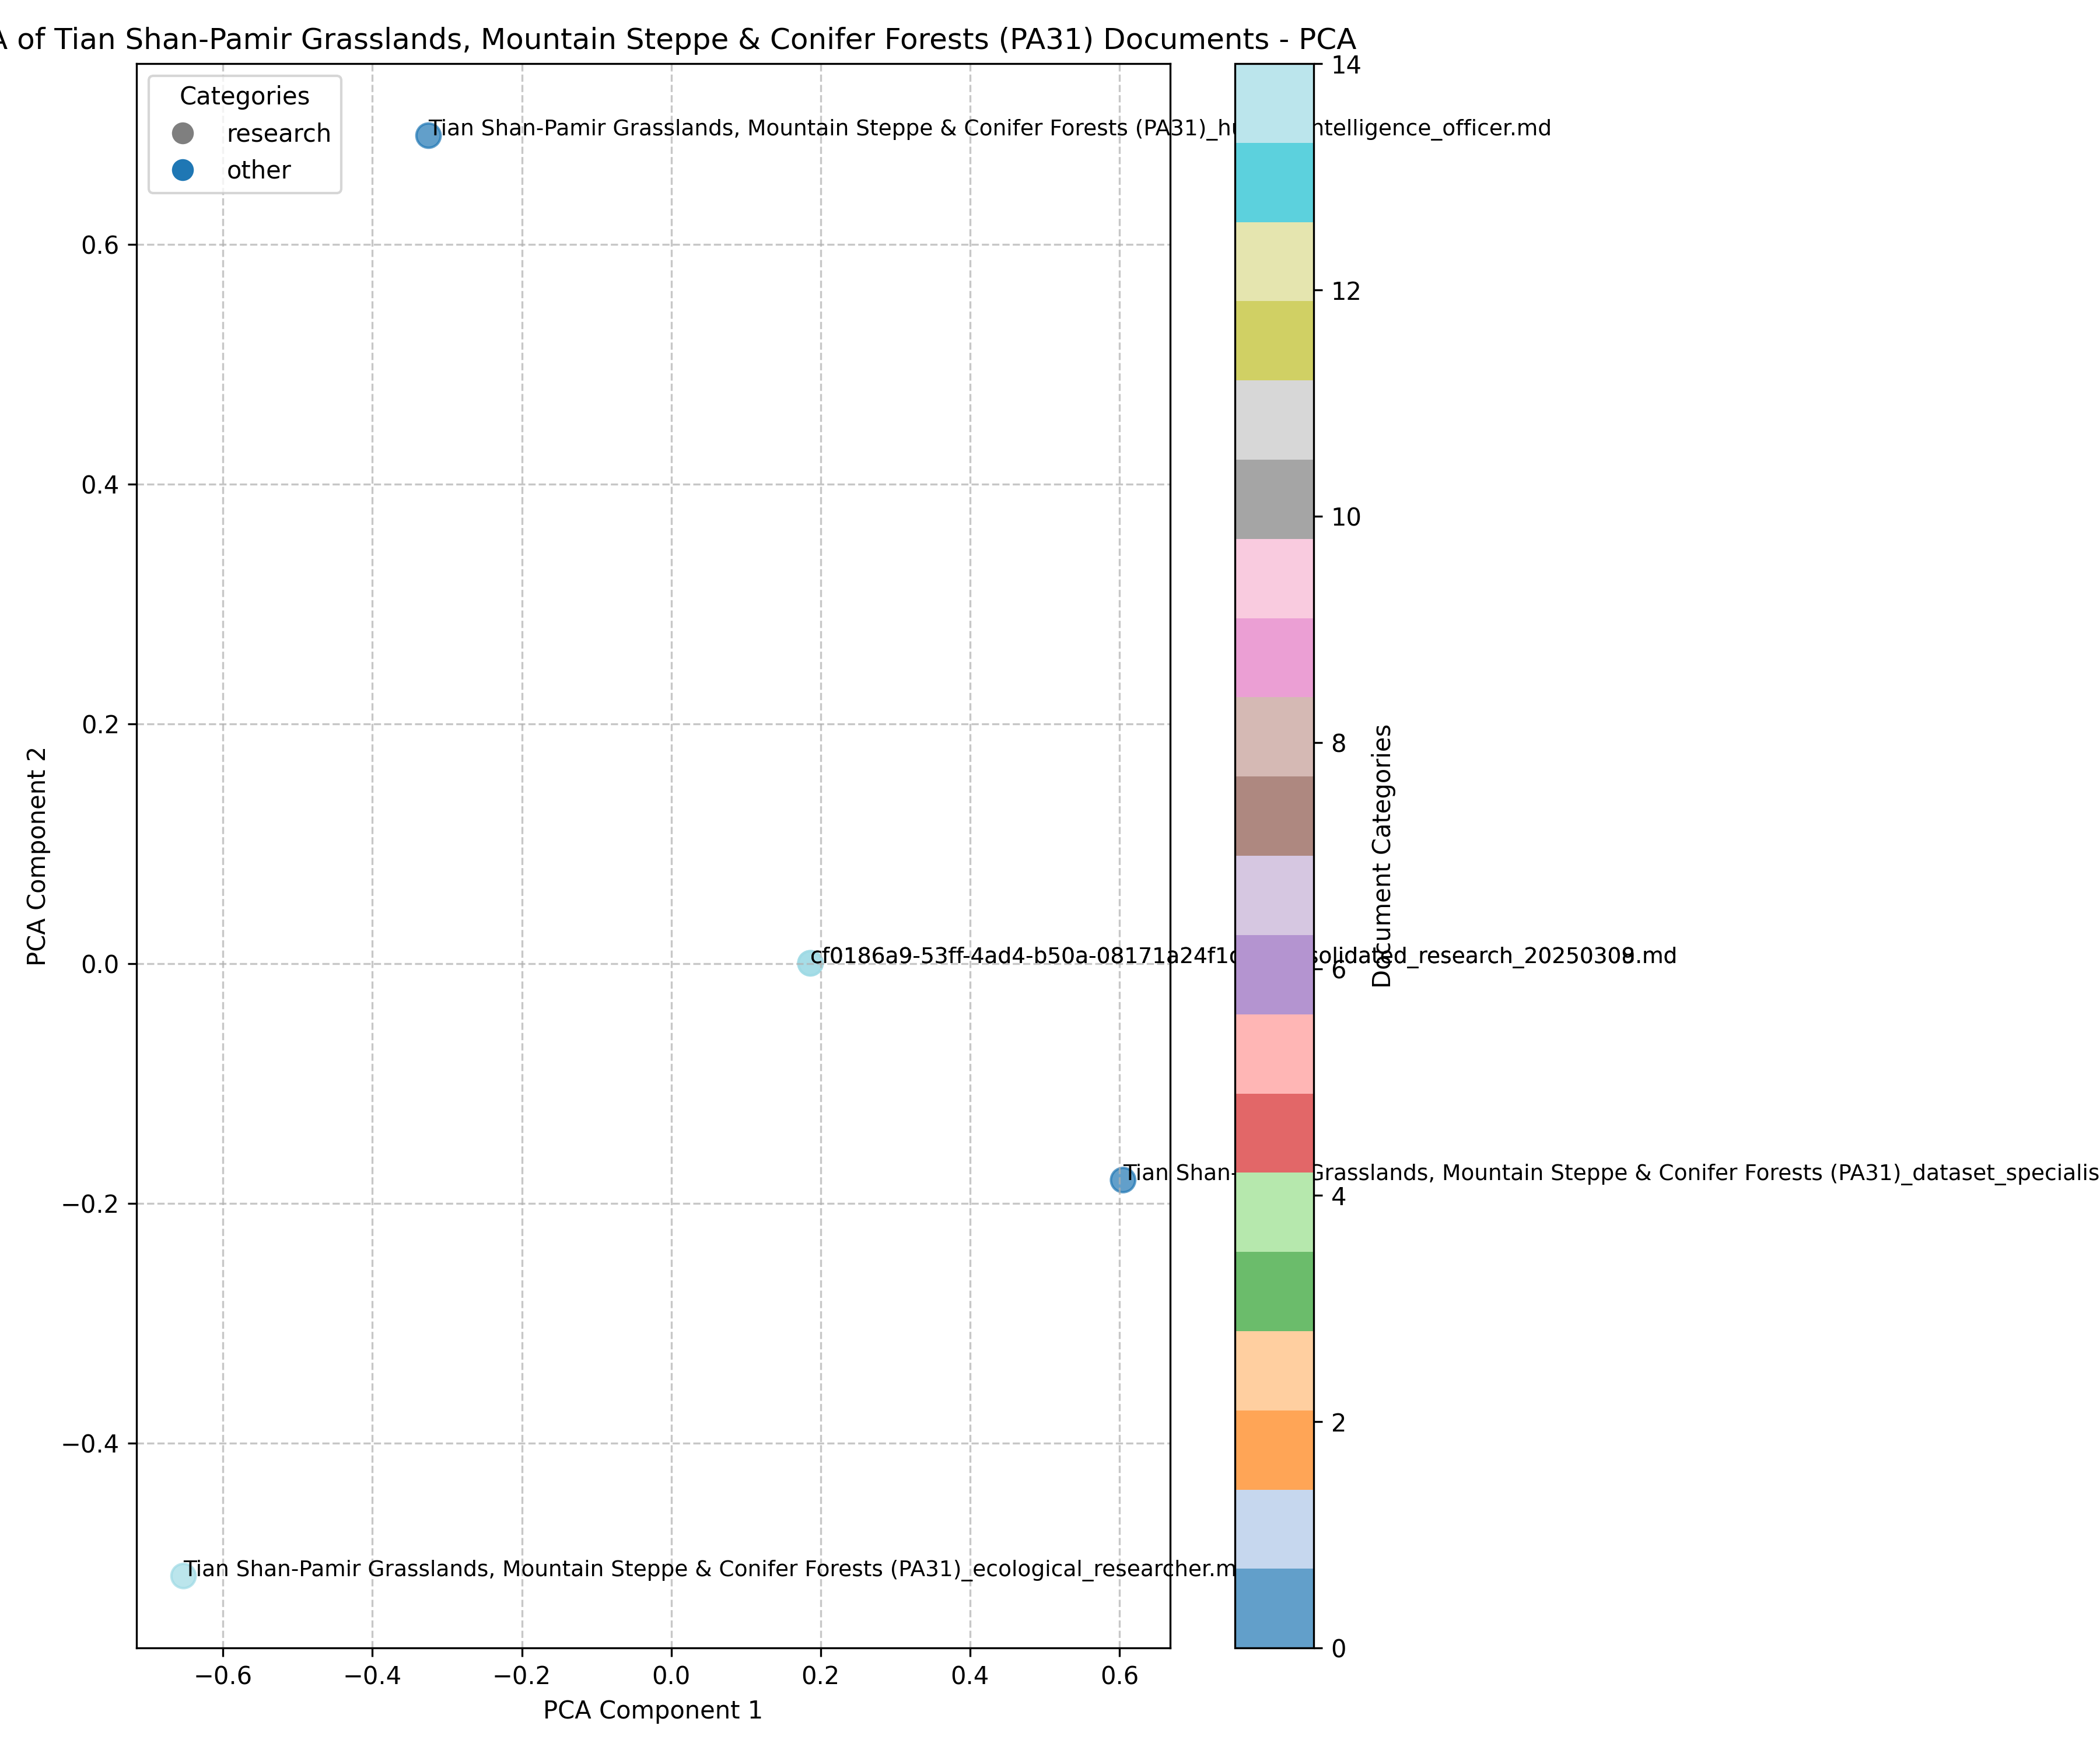 A of Tian Shan-Pamir Grasslands, Mountain Steppe & Conifer Forests (PA31) Documents - PCA
Categories
research
other
Tian Shan-Pamir Grasslands, Mountain Steppe & Conifer Forests (PA31)_hu ntelligence_officer.md
cf0186a9-53ff-4ad4-b50a-08171a24f1 solidated_research_2025030 .md
Tian Shan- Grasslands, Mountain Steppe & Conifer Forests (PA31)_dataset_specialis
Tian Shan-Pamir Grasslands, Mountain Steppe & Conifer Forests (PA31)_ecological_researcher.m
PCA Component 2
0.6
0.4
0.2
0.0
−0.2
−0.4
−0.6
−0.4
−0.2
0.0
0.2
0.4
0.6
PCA Component 1
14
12
10
8
6
4
2
0
Document Categories